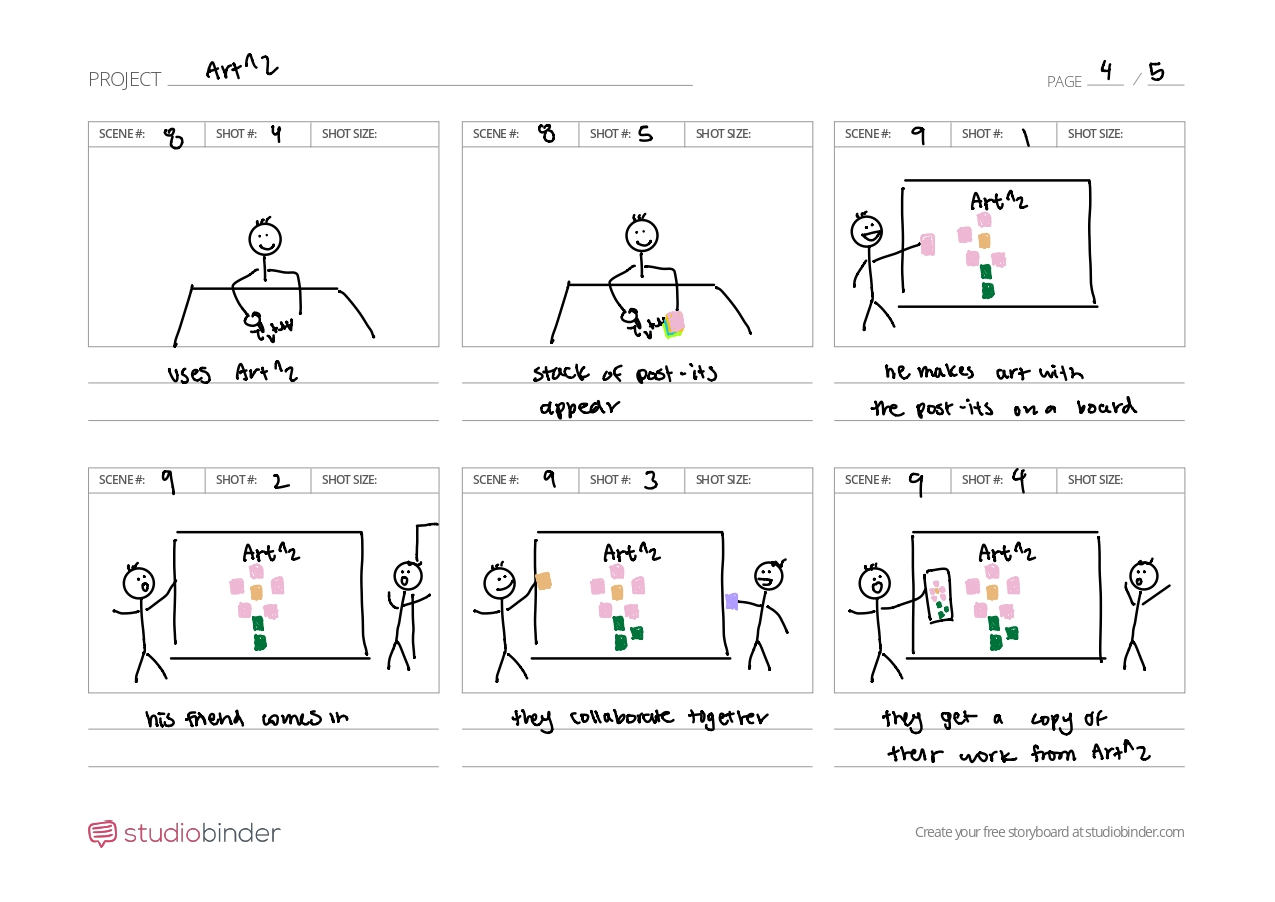 PROJECT Art^2
PAGE 4 / 5
SCENE #: 8 SHOT #: 4 SHOT SIZE:
SCENE #: 8 SHOT #: 5 SHOT SIZE:
SCENE #: 9 SHOT #: 1 SHOT SIZE:
Art^2
uses Art^2
stack of post-its
appear
he makes art with
the post-its on a board
SCENE #: 9 SHOT #: 2 SHOT SIZE:
SCENE #: 9 SHOT #: 3 SHOT SIZE:
SCENE #: 9 SHOT #: 4 SHOT SIZE:
Art^2
Art^2
Art^2
his friend comes in
they collaborate together
they get a copy of
their work from Art^2
studiobinder
Create your free storyboard at studiobinder.com